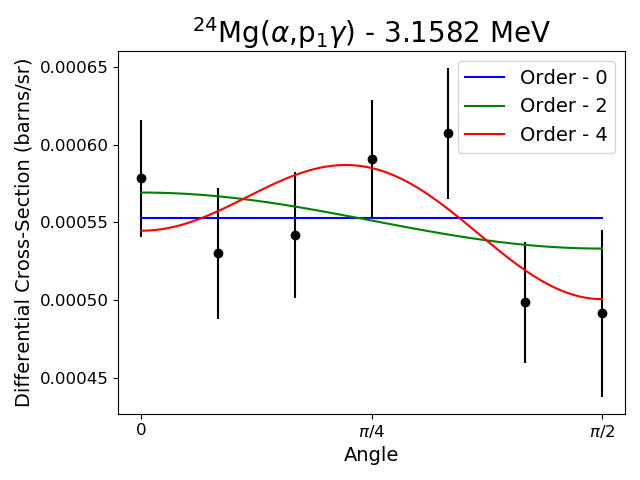 ²⁴Mg(α,p₁γ) - 3.1582 MeV
Differential Cross-Section (barns/sr)
0.00065
0.00060
0.00055
0.00050
0.00045
Order - 0
Order - 2
Order - 4
0
π/4
π/2
Angle